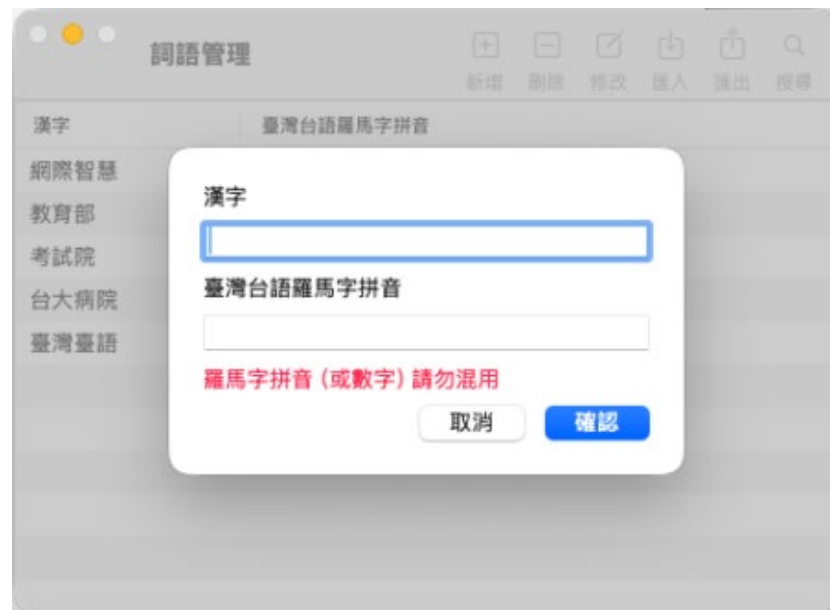 詞語管理
新增 刪除 修改 匯入 匯出 搜尋
漢字 臺灣台語羅馬字拼音
網際智慧
教育部
考試院
台大病院
臺灣臺語
漢字
臺灣台語羅馬字拼音
羅馬字拼音 (或數字) 請勿混用
取消 確認